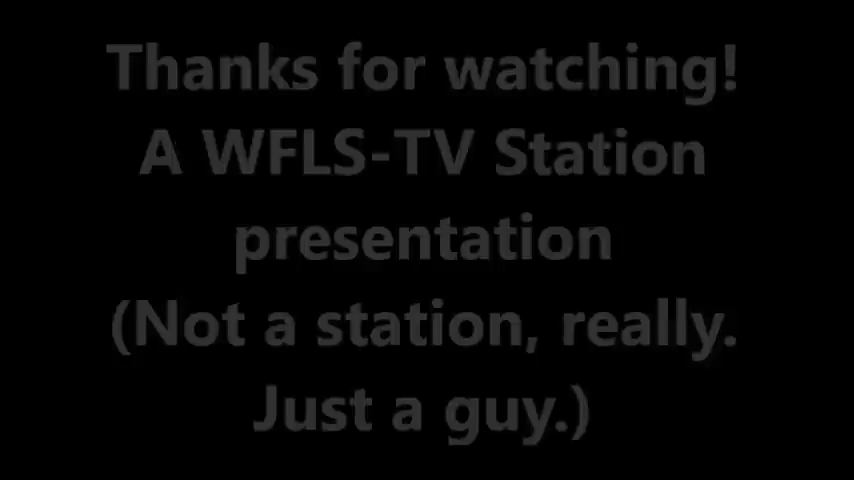 Thanks for watching!
A WFLS-TV Station
presentation
(Not a station, really.
Just a guy.)